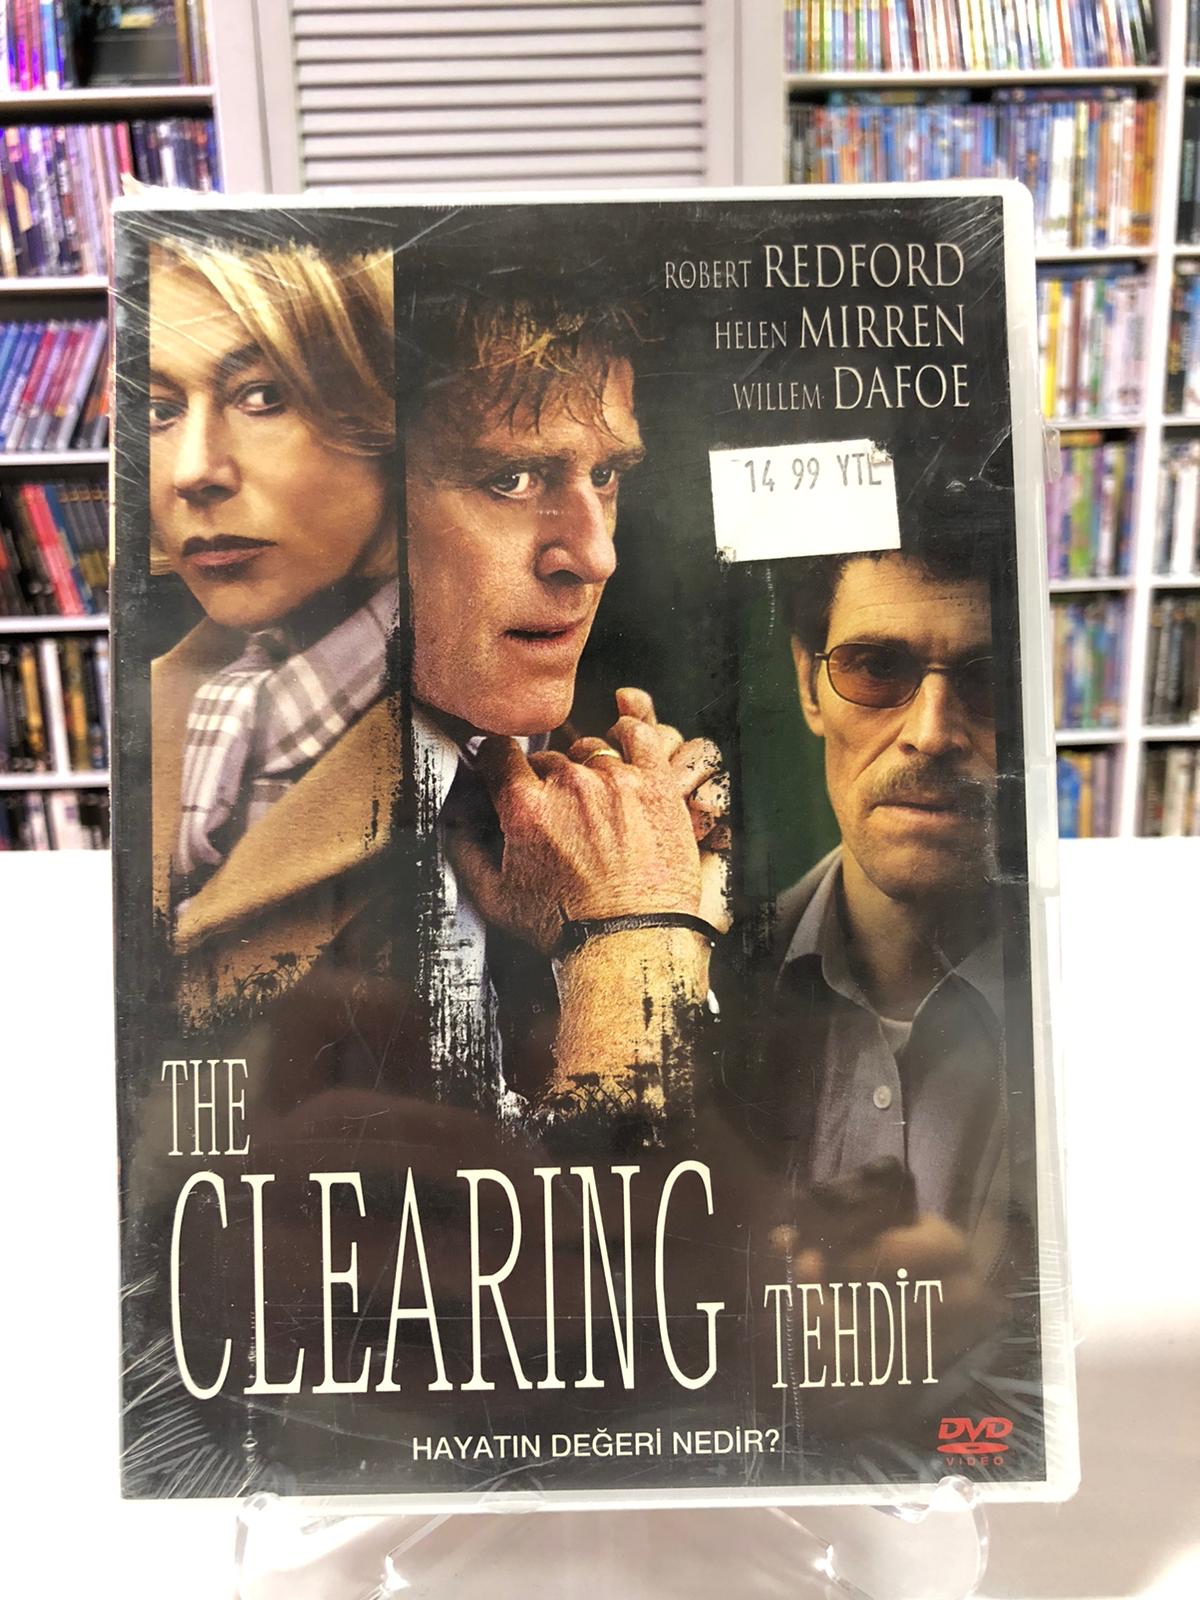 ROBERT REDFORD
HELEN MIRREN
WILLEM DAFOE
14 99 YTL
THE
CLEARING
TEHDİT
HAYATIN DEĞERİ NEDİR?
DVD
VIDEO